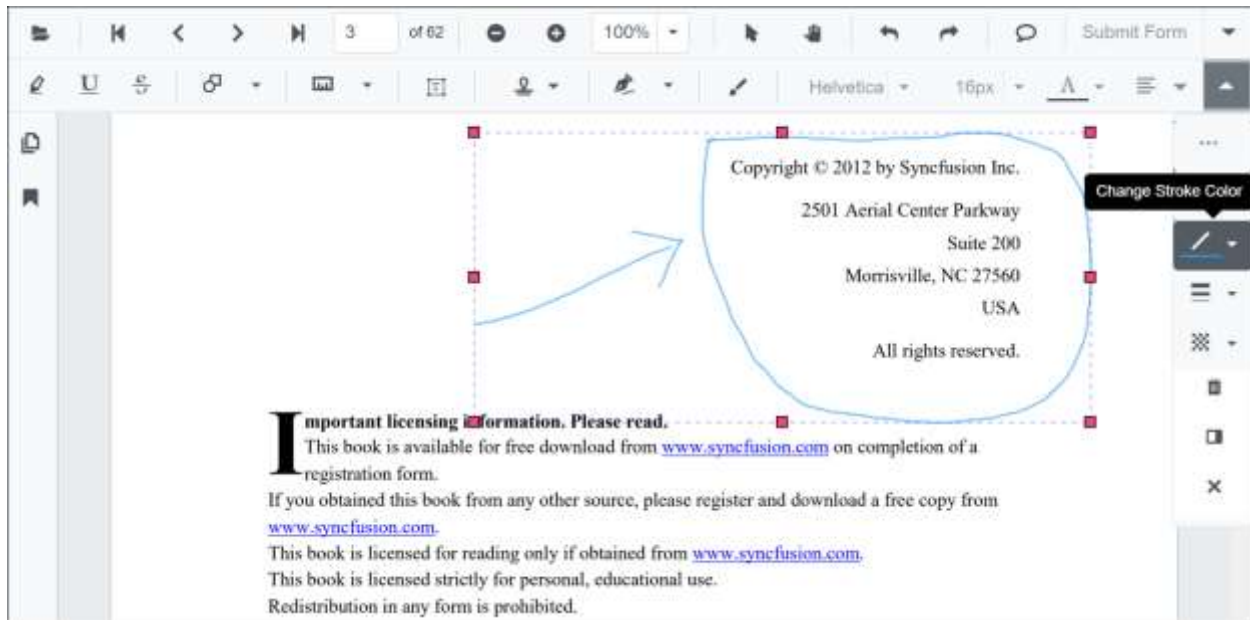 3 of 62 100% Submit Form
U S T Helvetica 16px A
Copyright © 2012 by Syncfusion Inc.
Change Stroke Color
2501 Aerial Center Parkway
Suite 200
Morrisville, NC 27560
USA
All rights reserved.
Important licensing information. Please read.
This book is available for free download from www.syncfusion.com on completion of a
registration form.
If you obtained this book from any other source, please register and download a free copy from
www.syncfusion.com.
This book is licensed for reading only if obtained from www.syncfusion.com.
This book is licensed strictly for personal, educational use.
Redistribution in any form is prohibited.